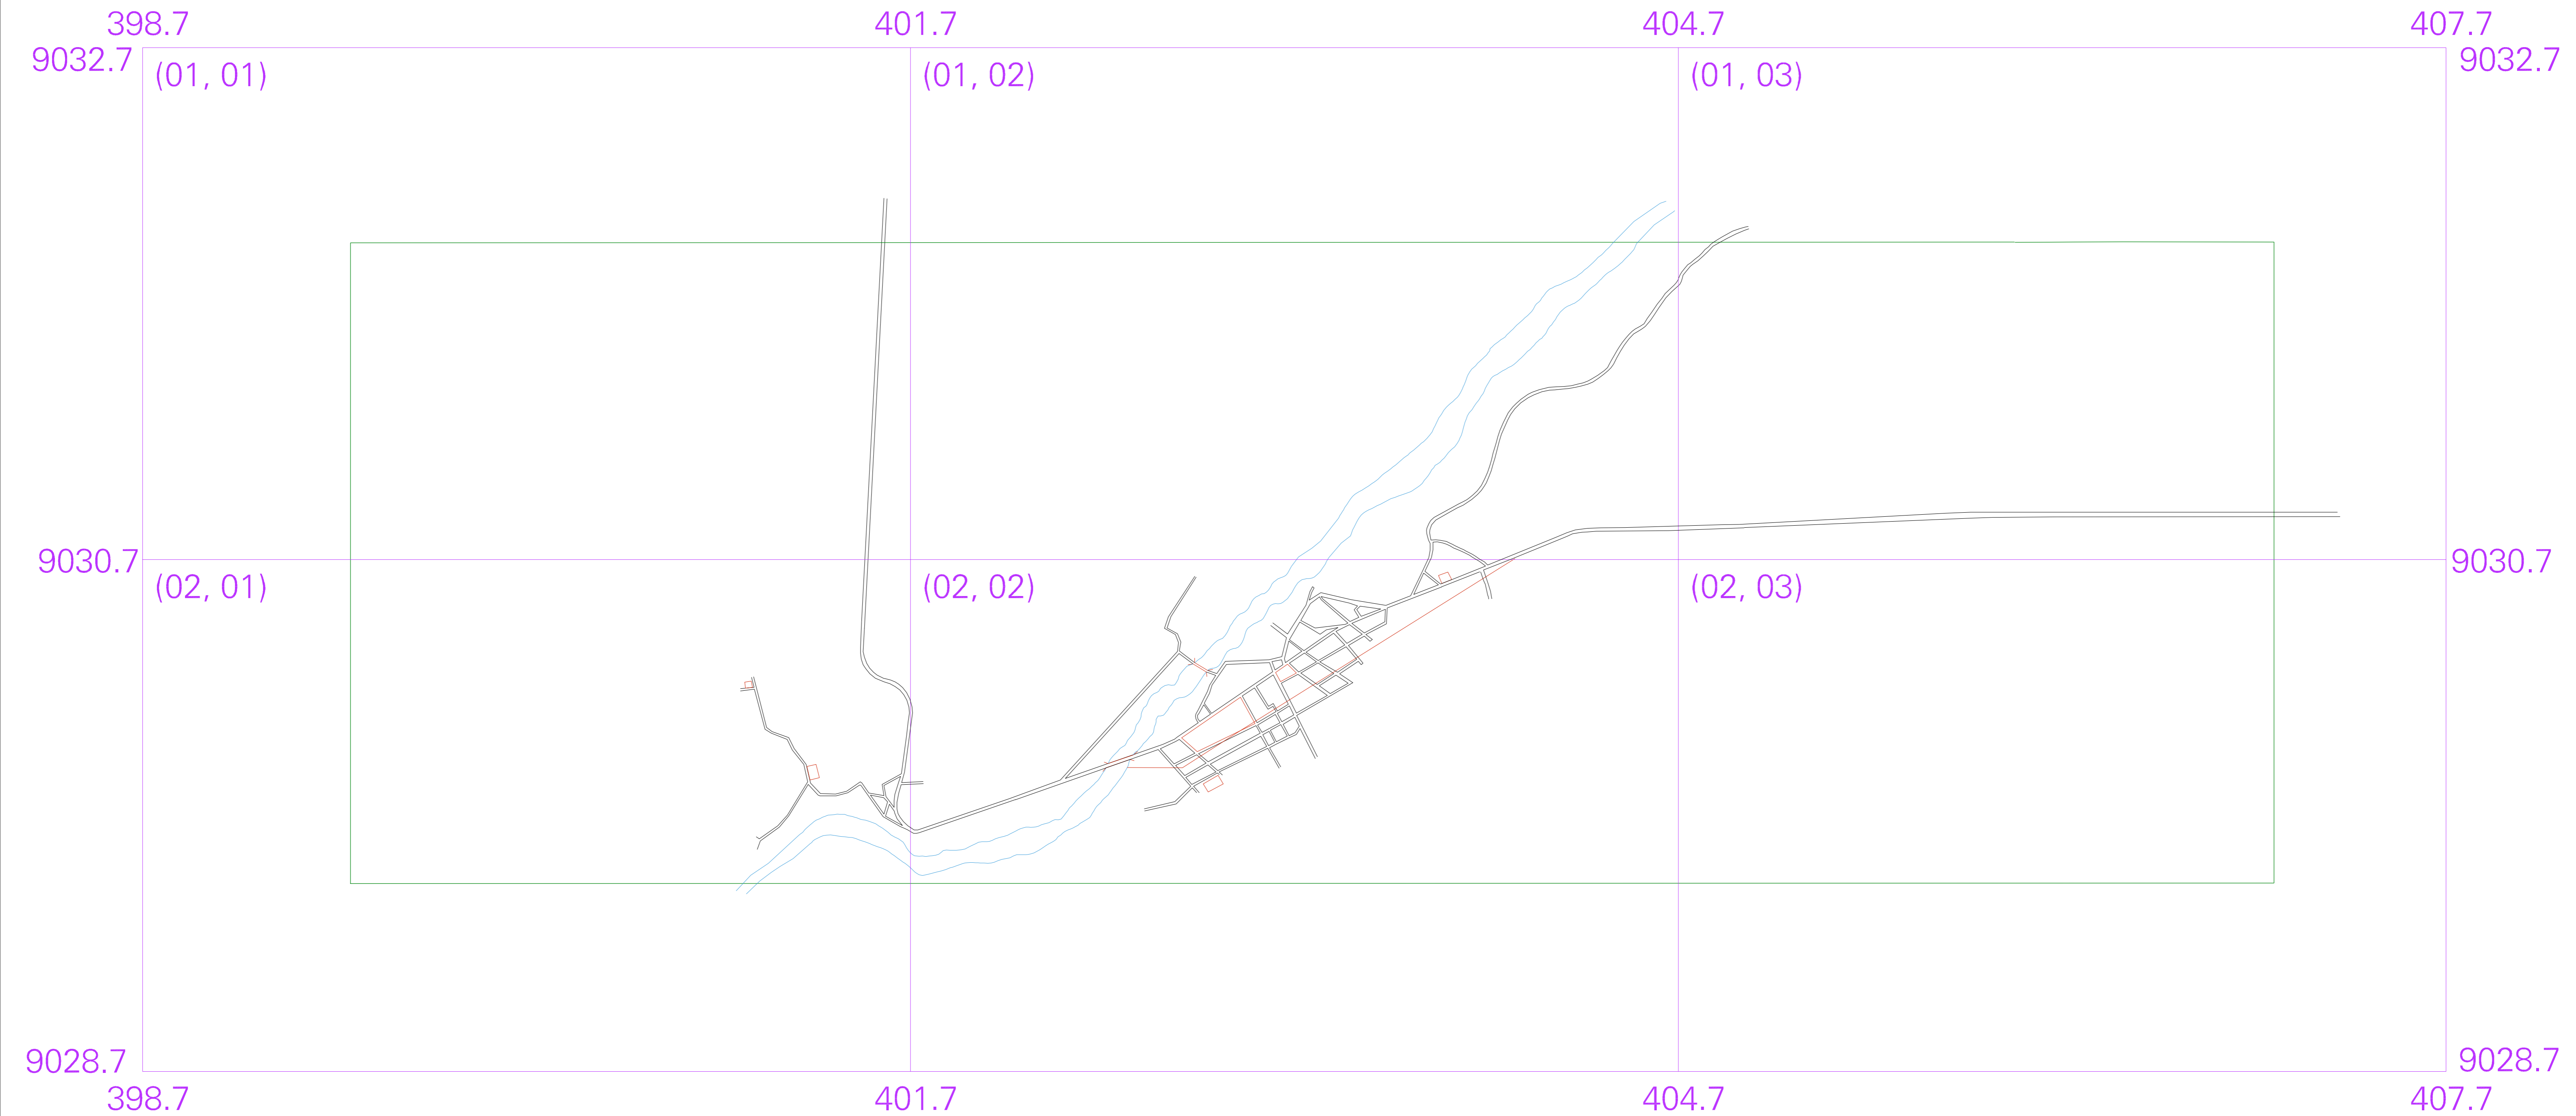 398.7 401.7 404.7 407.7
9032.7 9032.7
(01, 01) (01, 02) (01, 03)
9030.7 9030.7
(02, 01) (02, 02) (02, 03)
9028.7 9028.7
398.7 401.7 404.7 407.7